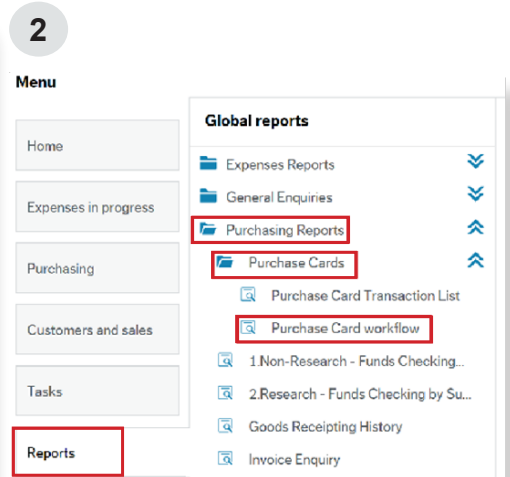 2
Menu
Home
Expenses in progress
Purchasing
Customers and sales
Tasks
Reports
Global reports
Expenses Reports
General Enquiries
Purchasing Reports
Purchase Cards
Purchase Card Transaction List
Purchase Card workflow
1.Non-Research - Funds Checking...
2.Research - Funds Checking by Su...
Goods Receipting History
Invoice Enquiry